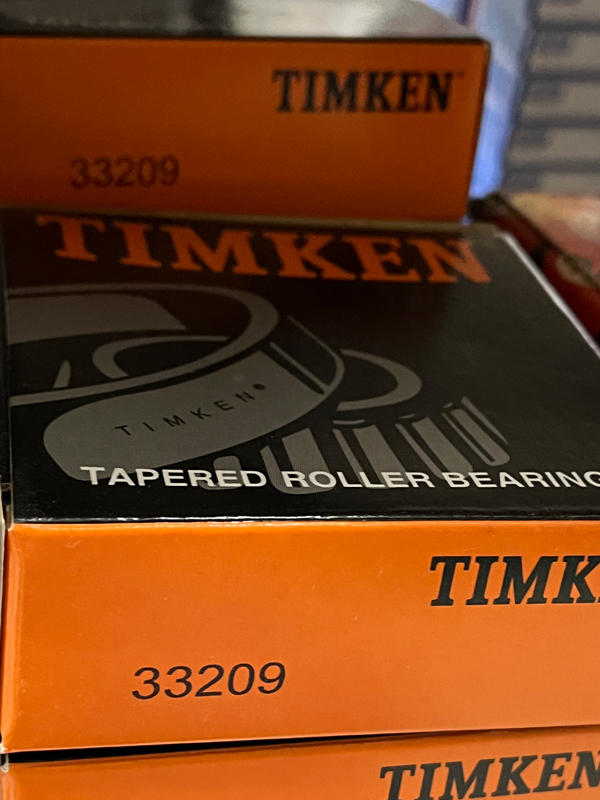 TIMKEN
33209
TIMKEN
TIMKEN®
TAPERED ROLLER BEARING
TIMK
33209
TIMKEN